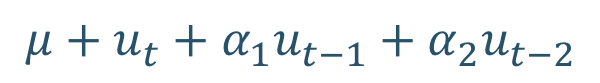 μ + u_t + α_1u_{t−1} + α_2u_{t−2}